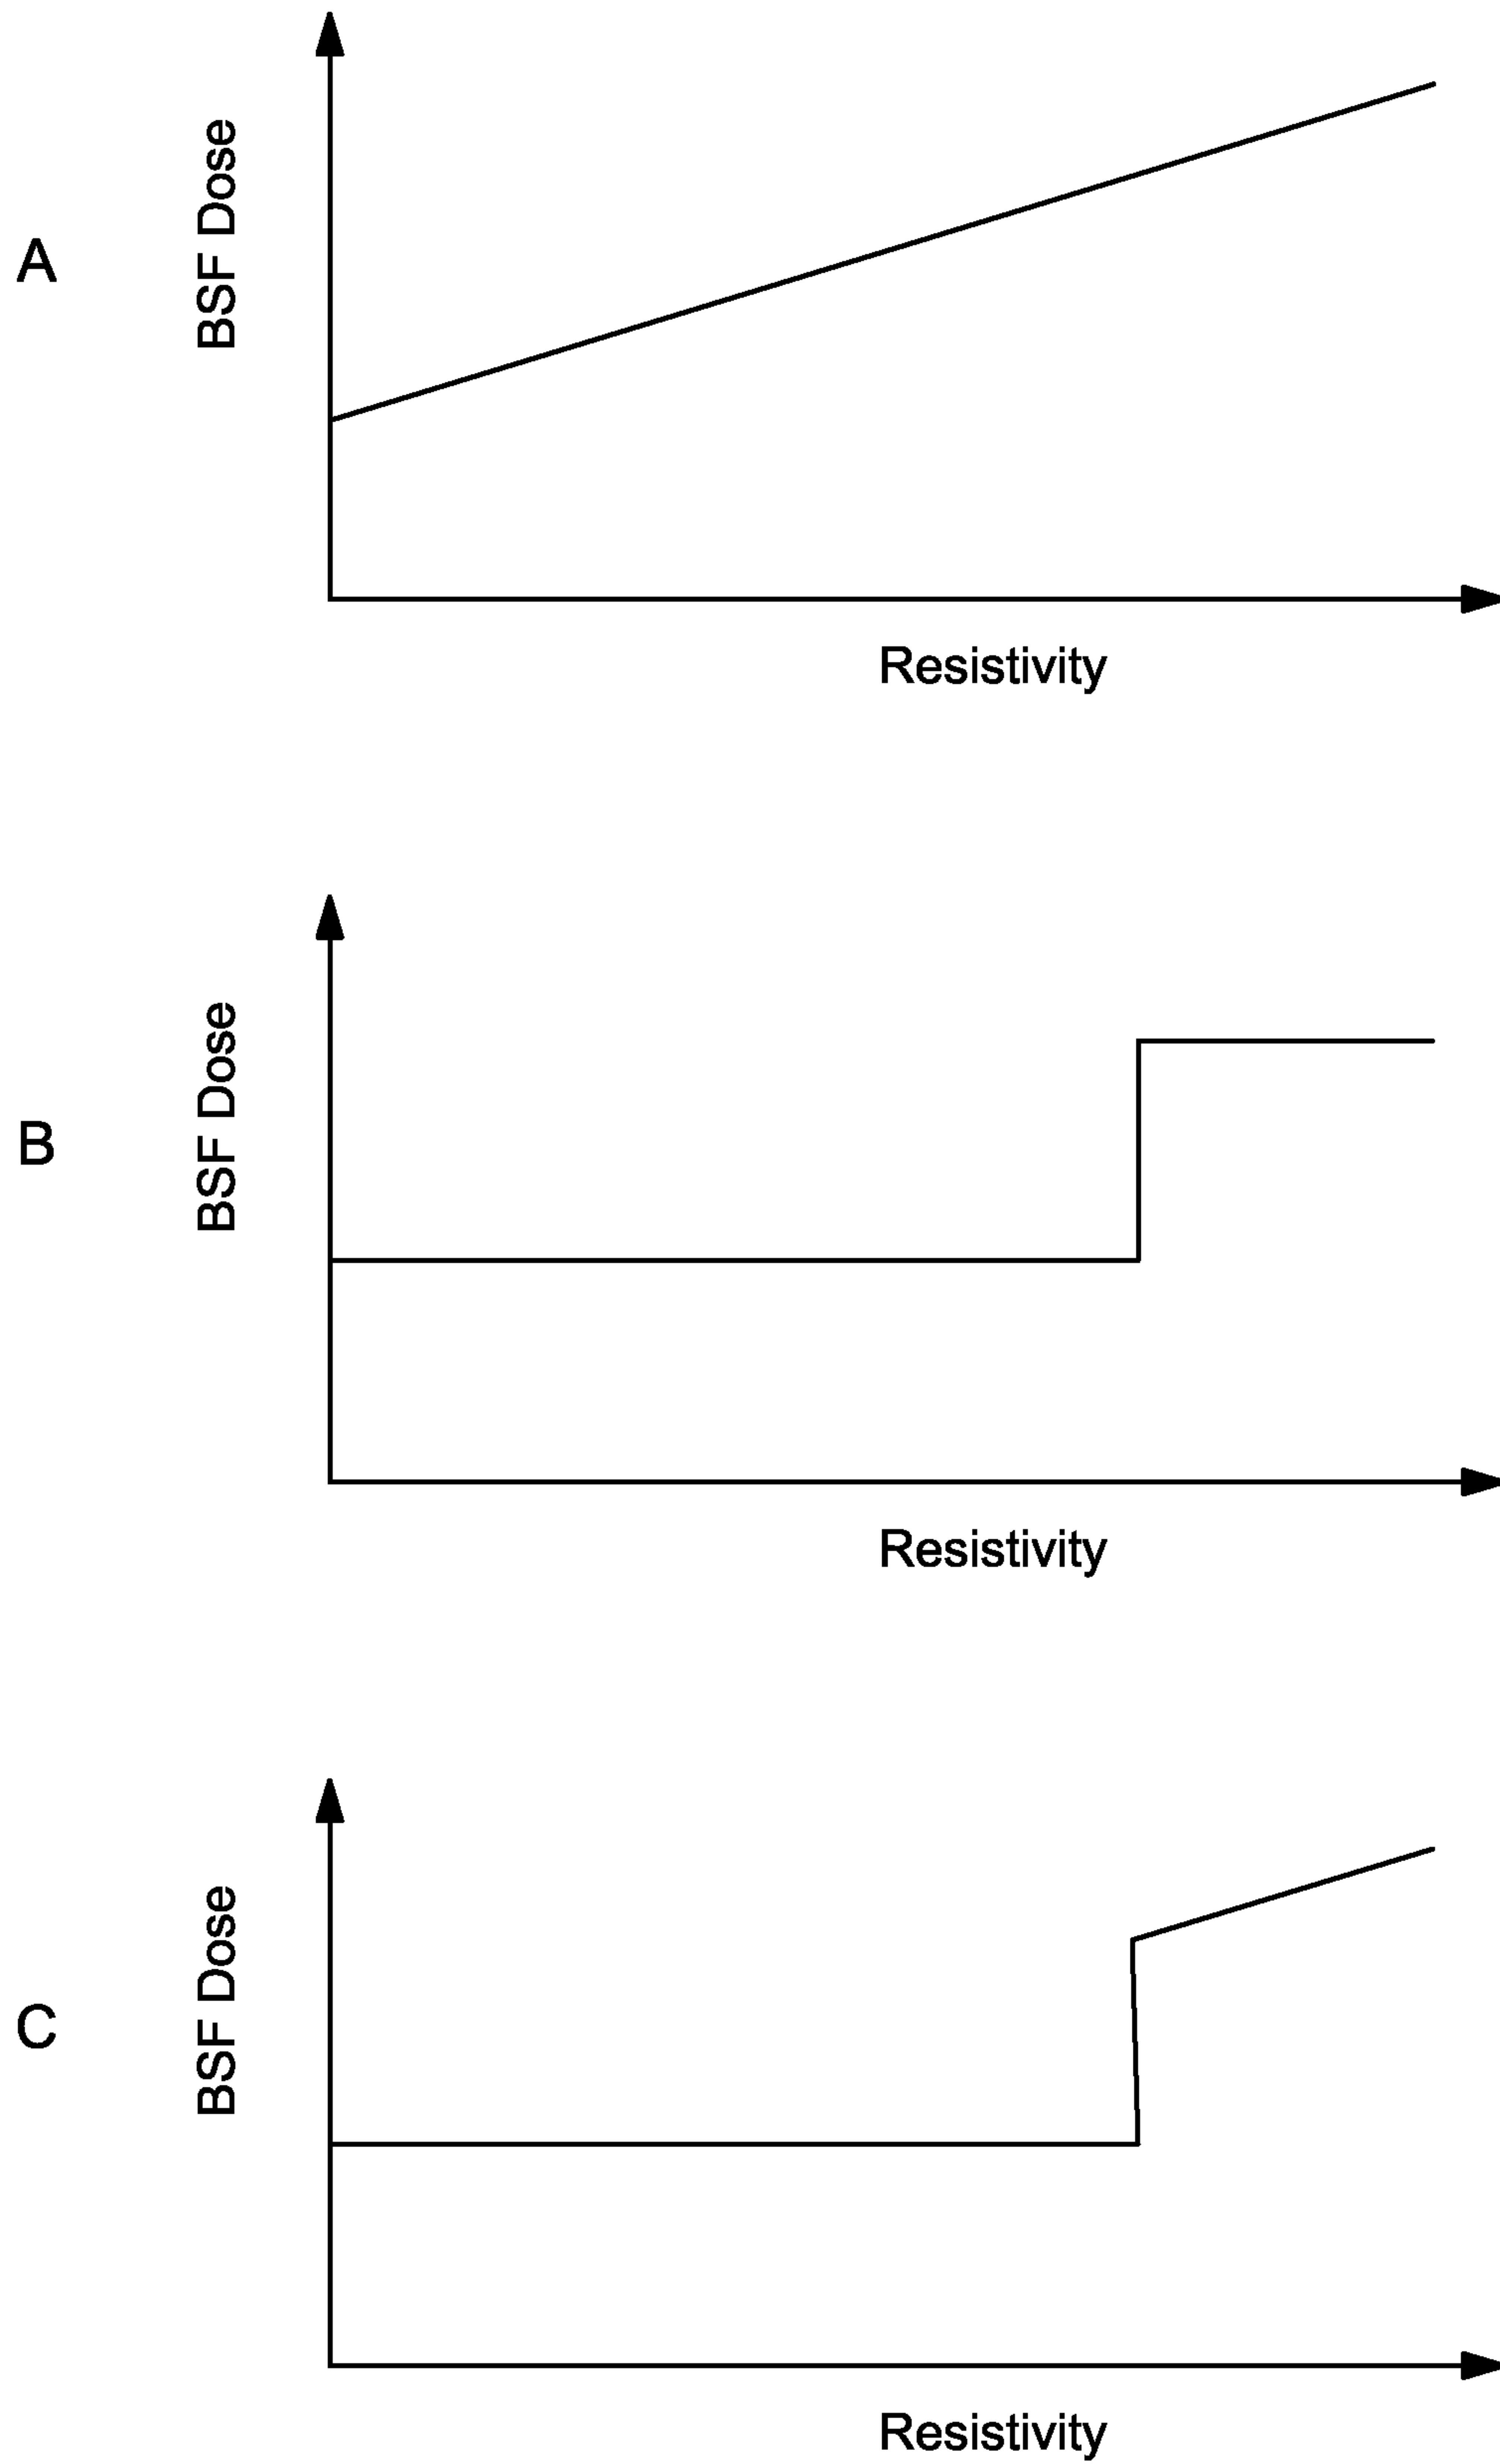 A
BSF Dose
Resistivity
B
BSF Dose
Resistivity
C
BSF Dose
Resistivity